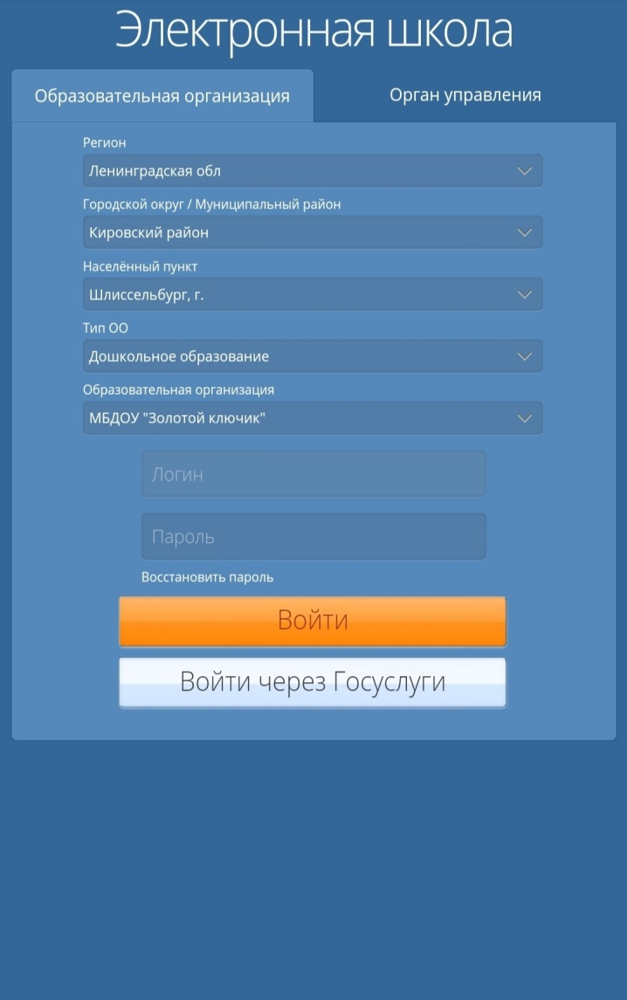 Электронная школа
Образовательная организация
Орган управления
Регион
Ленинградская обл
Городской округ / Муниципальный район
Кировский район
Населённый пункт
Шлиссельбург, г.
Тип ОО
Дошкольное образование
Образовательная организация
МБДОУ "Золотой ключик"
Логин
Пароль
Восстановить пароль
Войти
Войти через Госуслуги